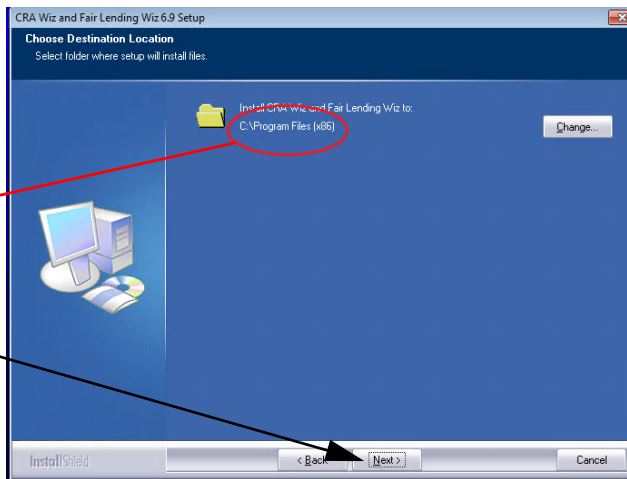 CRA Wiz and Fair Lending Wiz 6.9 Setup
Choose Destination Location
Select folder where setup will install files.
Install CRA Wiz and Fair Lending Wiz to:
C:\Program Files (x86)
Change...
InstallShield
< Back
Next >
Cancel